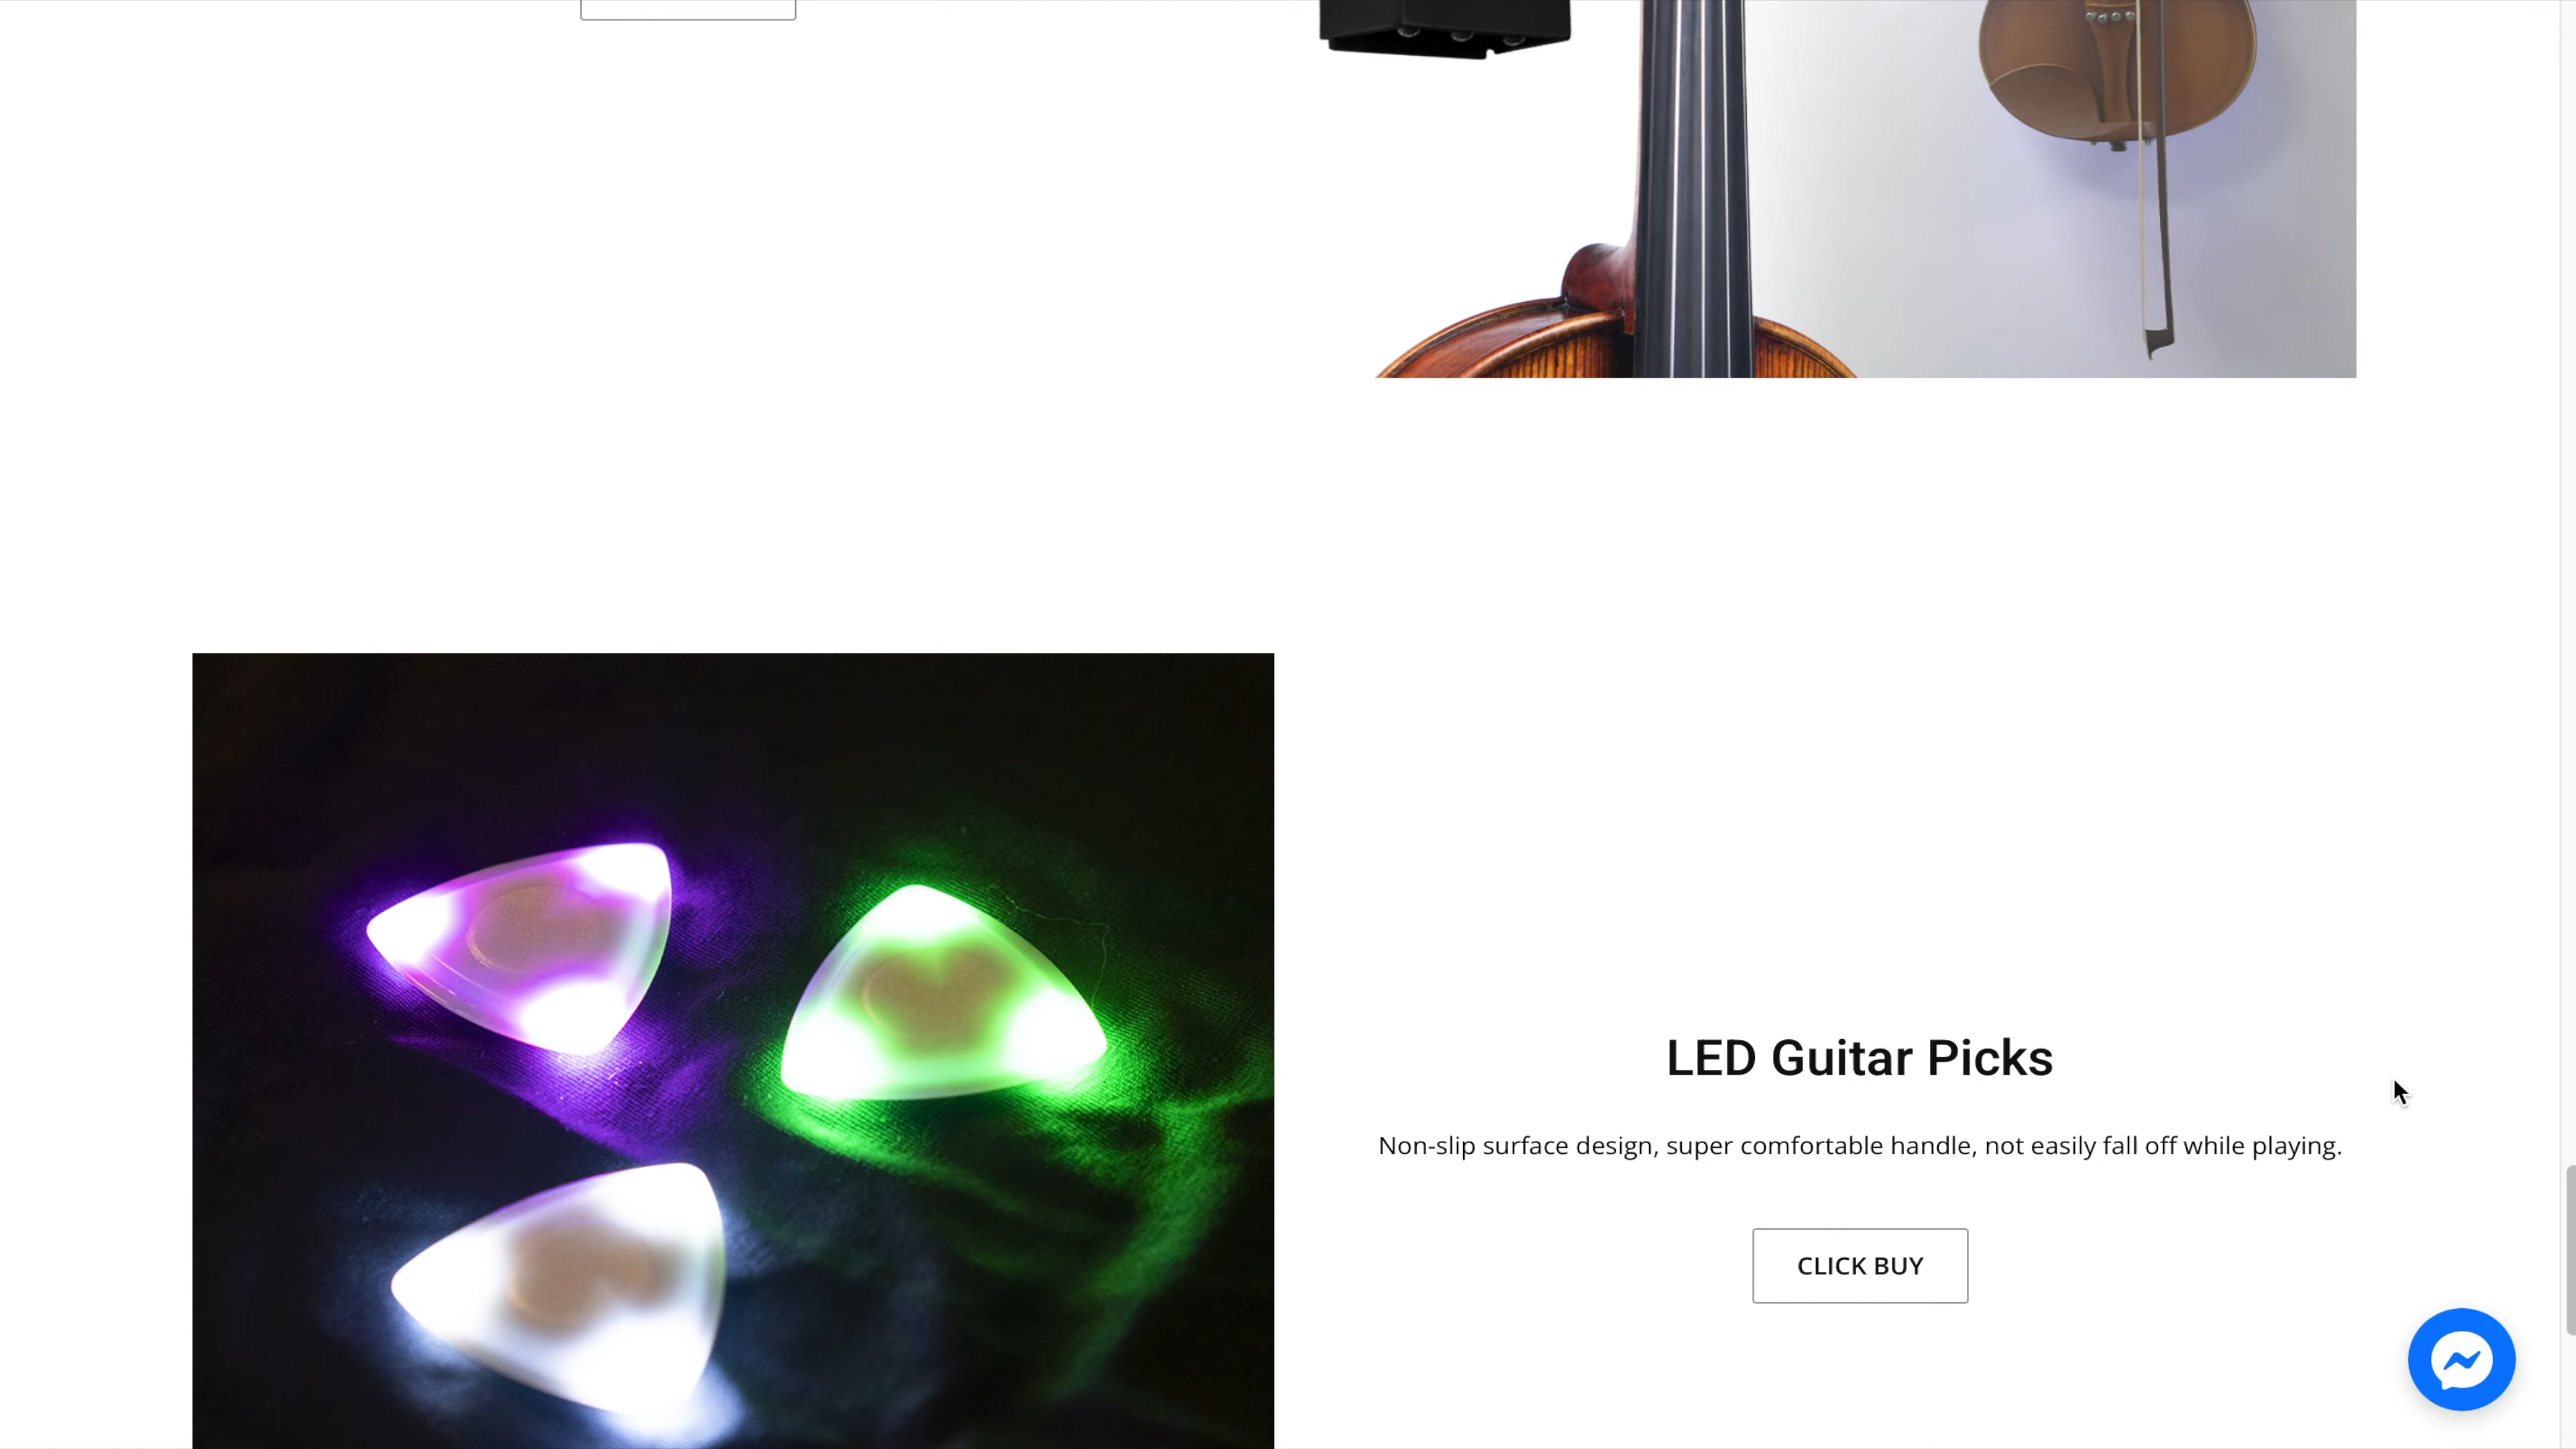 LED Guitar Picks
Non-slip surface design, super comfortable handle, not easily fall off while playing.
CLICK BUY